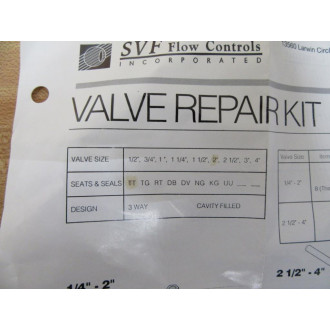 SVF Flow Controls
INCORPORATED
13560 Larwin Circl
VALVE REPAIR KIT
VALVE SIZE 1/2", 3/4", 1", 1 1/4", 1 1/2", 2", 2 1/2", 3", 4"
SEATS & SEALS TT TG RT DB DV NG KG UU
DESIGN 3 WAY CAVITY FILLED
Valve Size
1/4" - 2"
2 1/2" - 4"
1/4" - 2"
2 1/2" - 4"